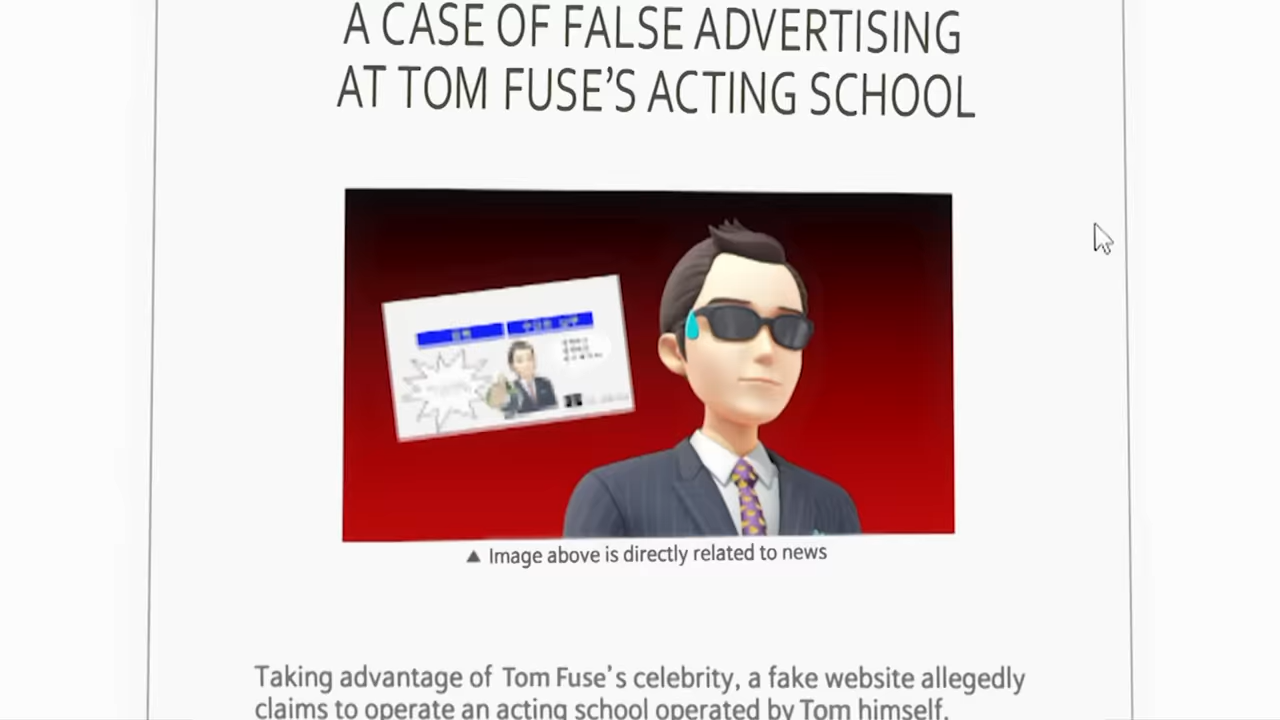 A CASE OF FALSE ADVERTISING
AT TOM FUSE’S ACTING SCHOOL
▲ Image above is directly related to news
Taking advantage of Tom Fuse’s celebrity, a fake website allegedly
claims to operate an acting school operated by Tom himself.